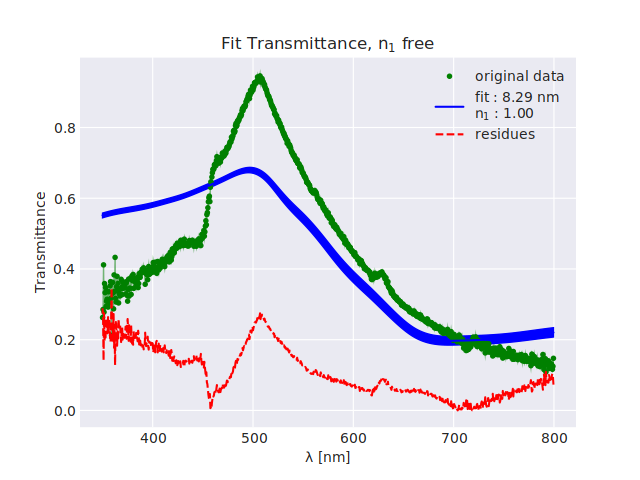 Fit Transmittance, n₁ free
original data
fit : 8.29 nm
n₁ : 1.00
residues
Transmittance
0.8
0.6
0.4
0.2
0.0
400 500 600 700 800
λ [nm]